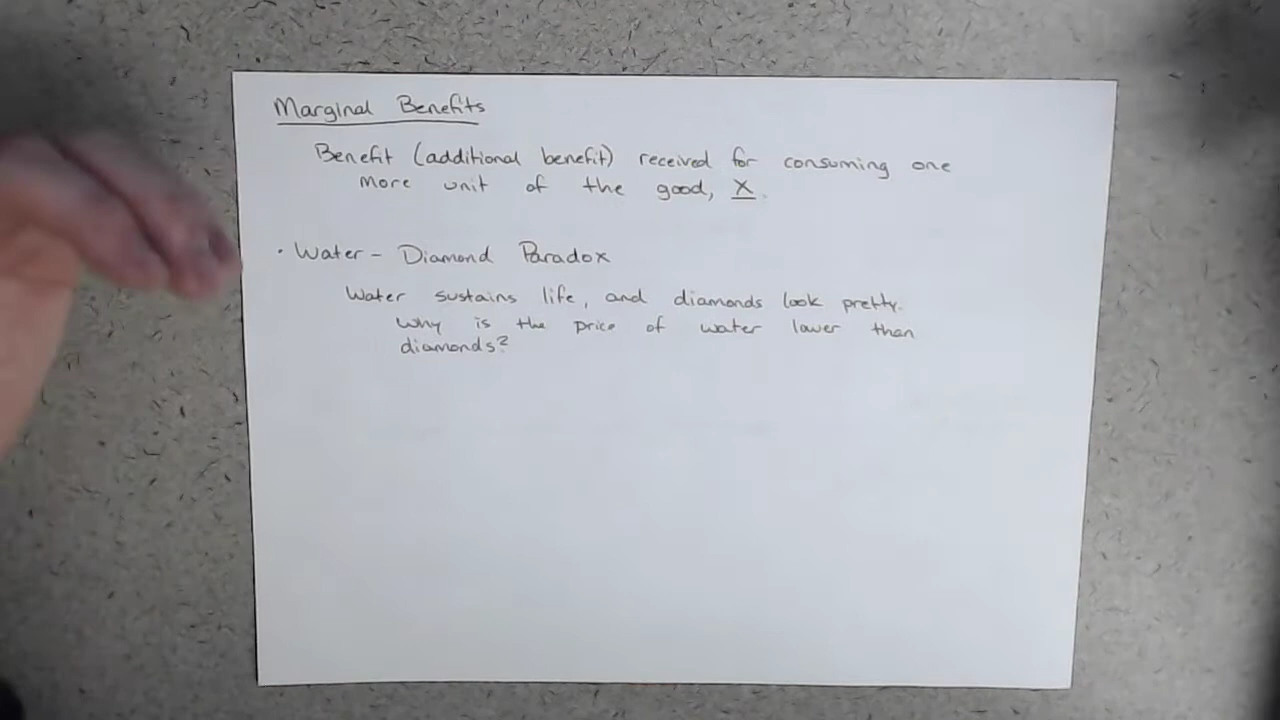 Marginal Benefits
Benefit (additional benefit) received for consuming one
more unit of the good, X.
• Water - Diamond Paradox
Water sustains life, and diamonds look pretty.
Why is the price of water lower than
diamonds?